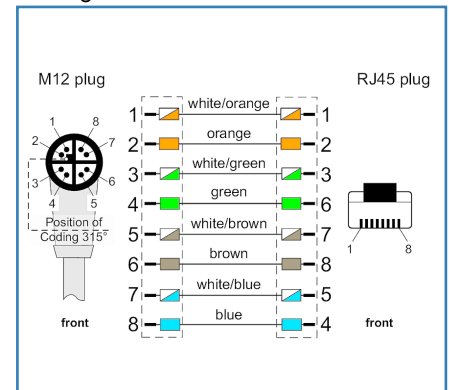 M12 plug
RJ45 plug
white/orange
1 1
orange
2 2
white/green
3 3
green
4 6
white/brown
5 7
brown
6 8
white/blue
7 5
blue
8 4
1 8
2 7
3 6
4 5
Position of
Coding 315°
1 8
front
front